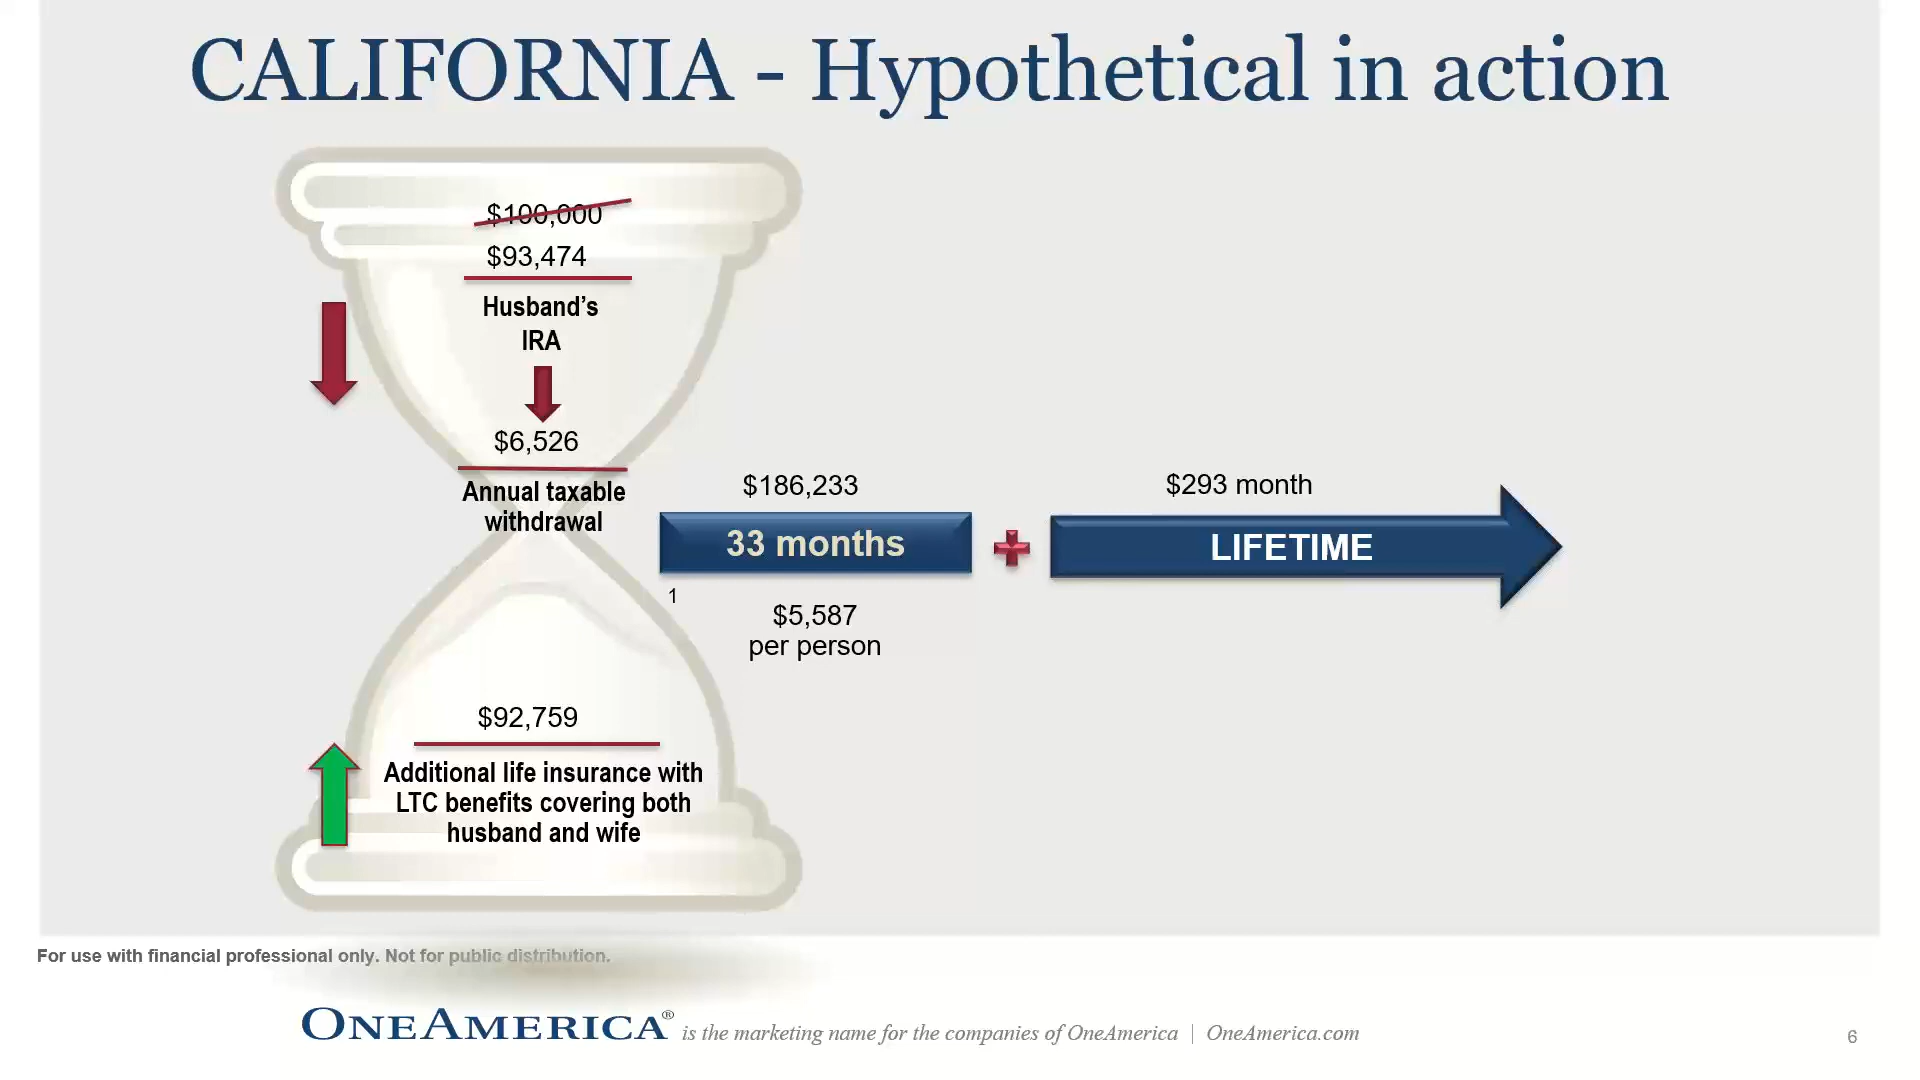 CALIFORNIA - Hypothetical in action
$100,000
$93,474
Husband's
IRA
$6,526
Annual taxable
withdrawal
$186,233
33 months
1
$5,587
per person
$293 month
LIFETIME
$92,759
Additional life insurance with
LTC benefits covering both
husband and wife
For use with financial professional only. Not for public distribution.
ONEAMERICA® is the marketing name for the companies of OneAmerica | OneAmerica.com
6